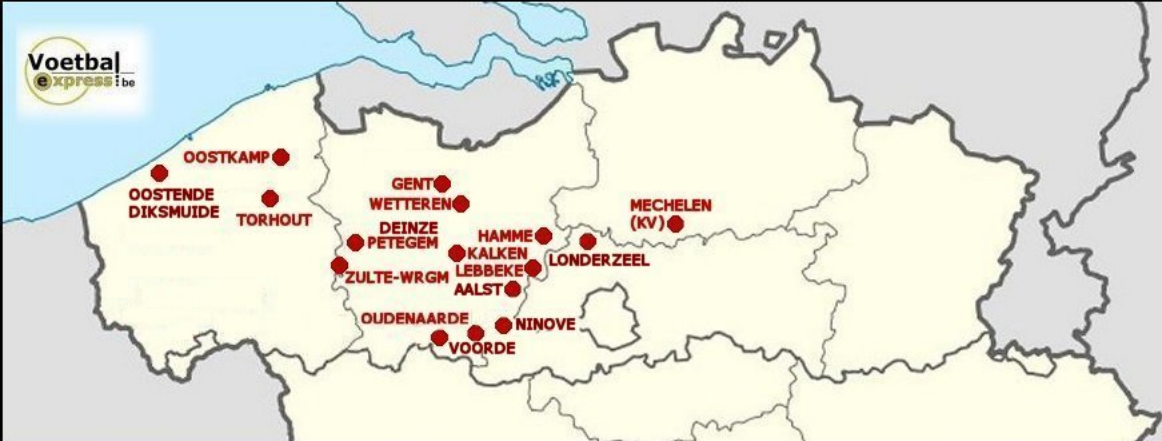 Voetbal
express!.be
OOSTKAMP
OOSTENDE
DIKSMUIDE
TORHOUT
GENT
WETTEREN
MECHELEN
(KV)
DEINZE
PETEGEM
HAMME
KALKEN
LONDERZEEL
LEBBEKE
ZULTE-WRGM
AALST
OUDENAARDE
NINOVE
VOORDE